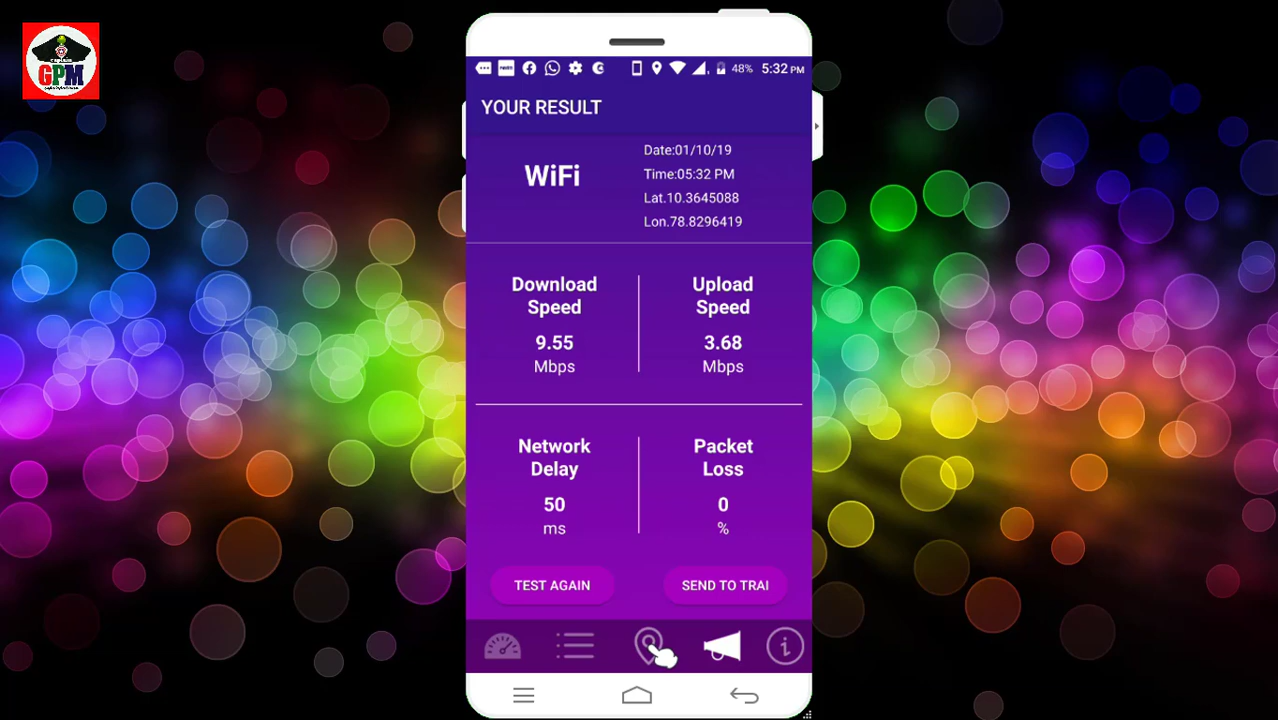 GPM
48% 5:32 PM
YOUR RESULT
WiFi
Date:01/10/19
Time:05:32 PM
Lat.10.3645088
Lon.78.8296419
Download
Speed
9.55
Mbps
Upload
Speed
3.68
Mbps
Network
Delay
50
ms
Packet
Loss
0
%
TEST AGAIN
SEND TO TRAI